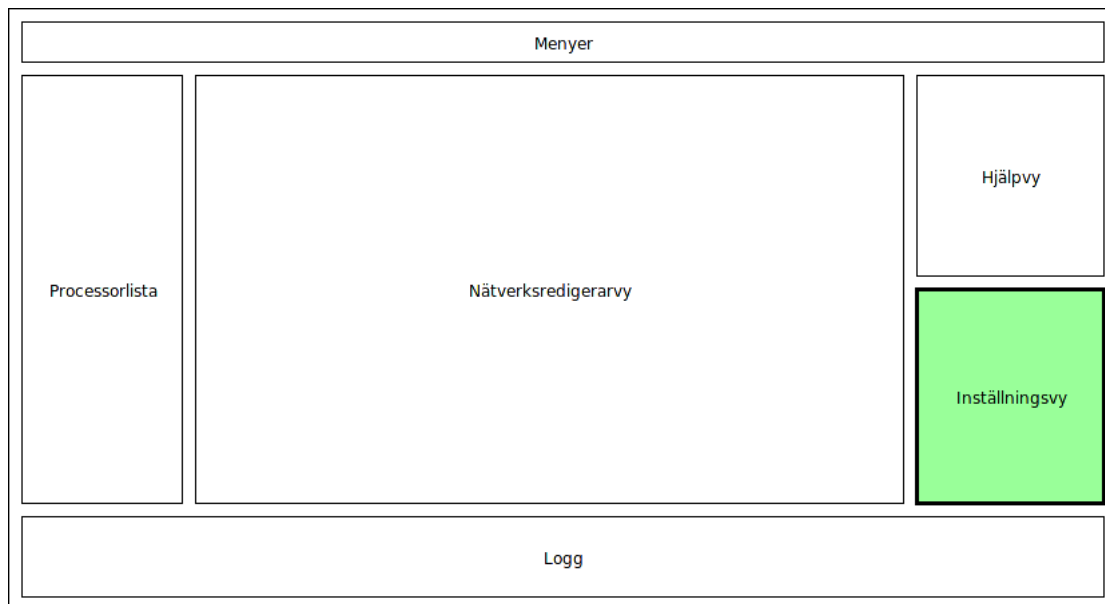 Menyer
Processorlista
Nätverksredigerarvy
Hjälpvy
Inställningsvy
Logg